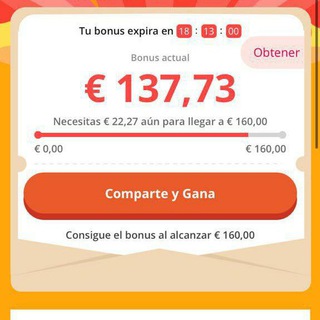 Tu bonus expira en 18 : 13 : 00
Obtener
Bonus actual
€ 137,73
Necesitas € 22,27 aún para llegar a € 160,00
€ 0,00 € 160,00
Comparte y Gana
Consigue el bonus al alcanzar € 160,00